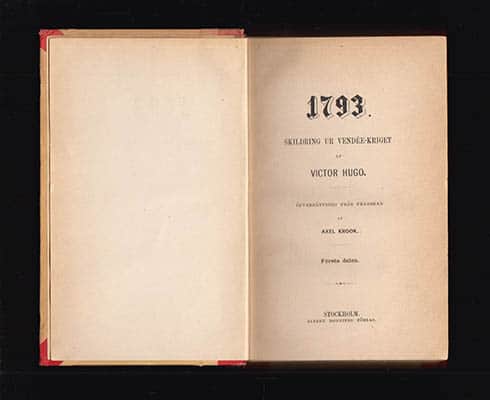 1793.
SKILDRING UR VENDÉE-KRIGET
AF
VICTOR HUGO.
ÖFVERSÄTTNING FRÅN FRANSKAN
AF
AXEL KROOK.
Första delen.
STOCKHOLM.
ALBERT BONNIERS FÖRLAG.